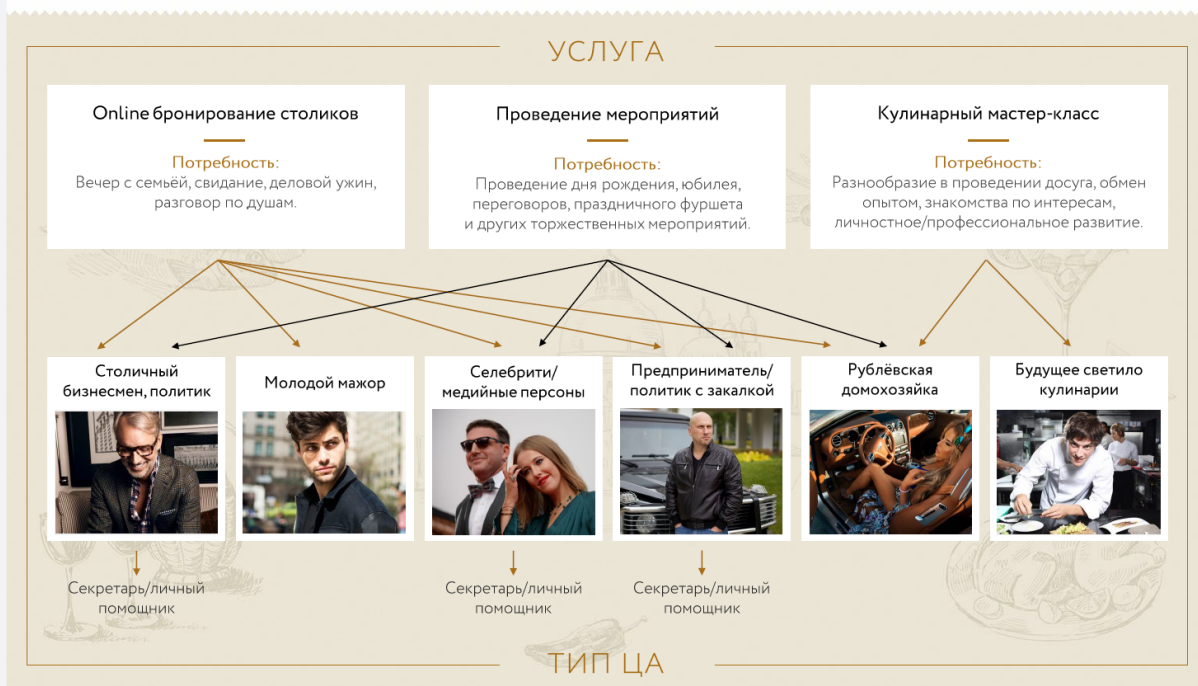 УСЛУГА
Online бронирование столиков
Потребность:
Вечер с семьёй, свидание, деловой ужин,
разговор по душам.
Проведение мероприятий
Потребность:
Проведение дня рождения, юбилея,
переговоров, праздничного фуршета
и других торжественных мероприятий.
Кулинарный мастер-класс
Потребность:
Разнообразие в проведении досуга, обмен
опытом, знакомства по интересам,
личностное/профессиональное развитие.
Столичный
бизнесмен, политик
Молодой мажор
Селебрити/
медийные персоны
Предприниматель/
политик с закалкой
Рублёвская
домохозяйка
Будущее светило
кулинарии
Секретарь/личный
помощник
Секретарь/личный
помощник
Секретарь/личный
помощник
ТИП ЦА